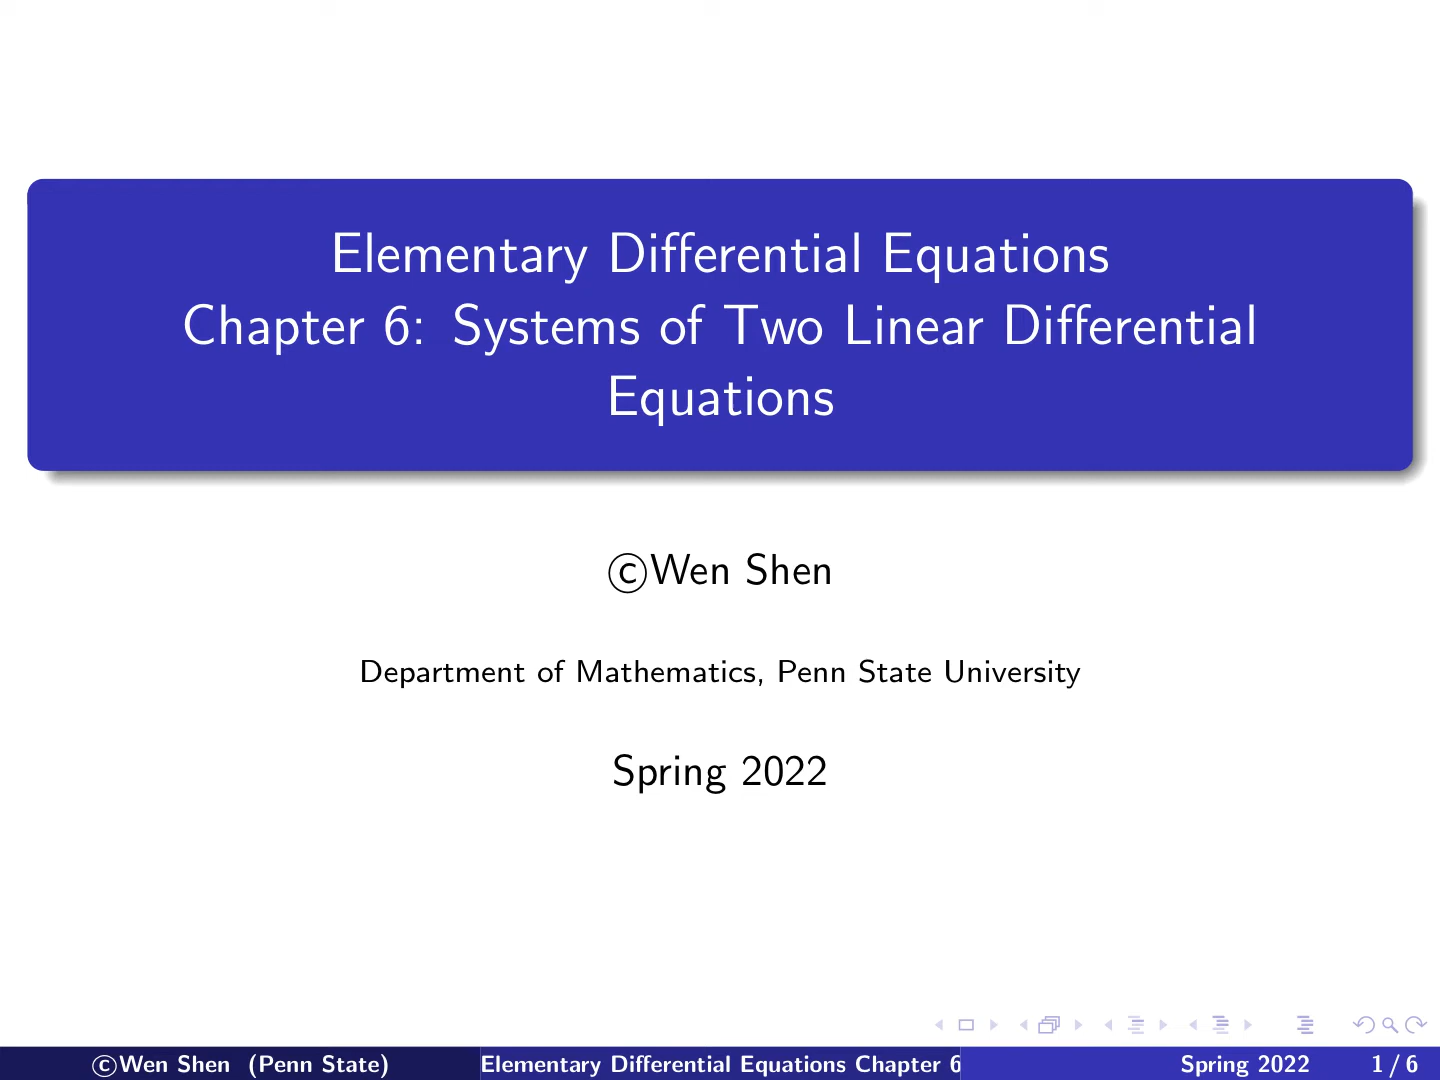 Elementary Differential Equations
Chapter 6: Systems of Two Linear Differential
Equations
©Wen Shen
Department of Mathematics, Penn State University
Spring 2022
©Wen Shen (Penn State)
Elementary Differential Equations Chapter 6
Spring 2022
1 / 6